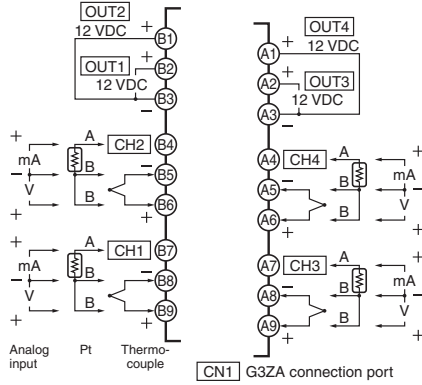 OUT2
12 VDC
+
B1
OUT1
+
B2
12 VDC
B3
−
CH2
B4
+
A
mA
−
B
−
B5
V
+
B
+
B6
CH1
B7
+
A
mA
−
B
−
B8
V
+
B
+
B9
Analog input
Pt
Thermo-
couple
OUT4
A1
+
12 VDC
A2
+
OUT3
12 VDC
A3
−
A4
CH4
A
+
mA
A5
−
B
−
V
A6
+
B
+
A7
CH3
A
+
mA
A8
−
B
−
V
A9
+
B
+
CN1 G3ZA connection port